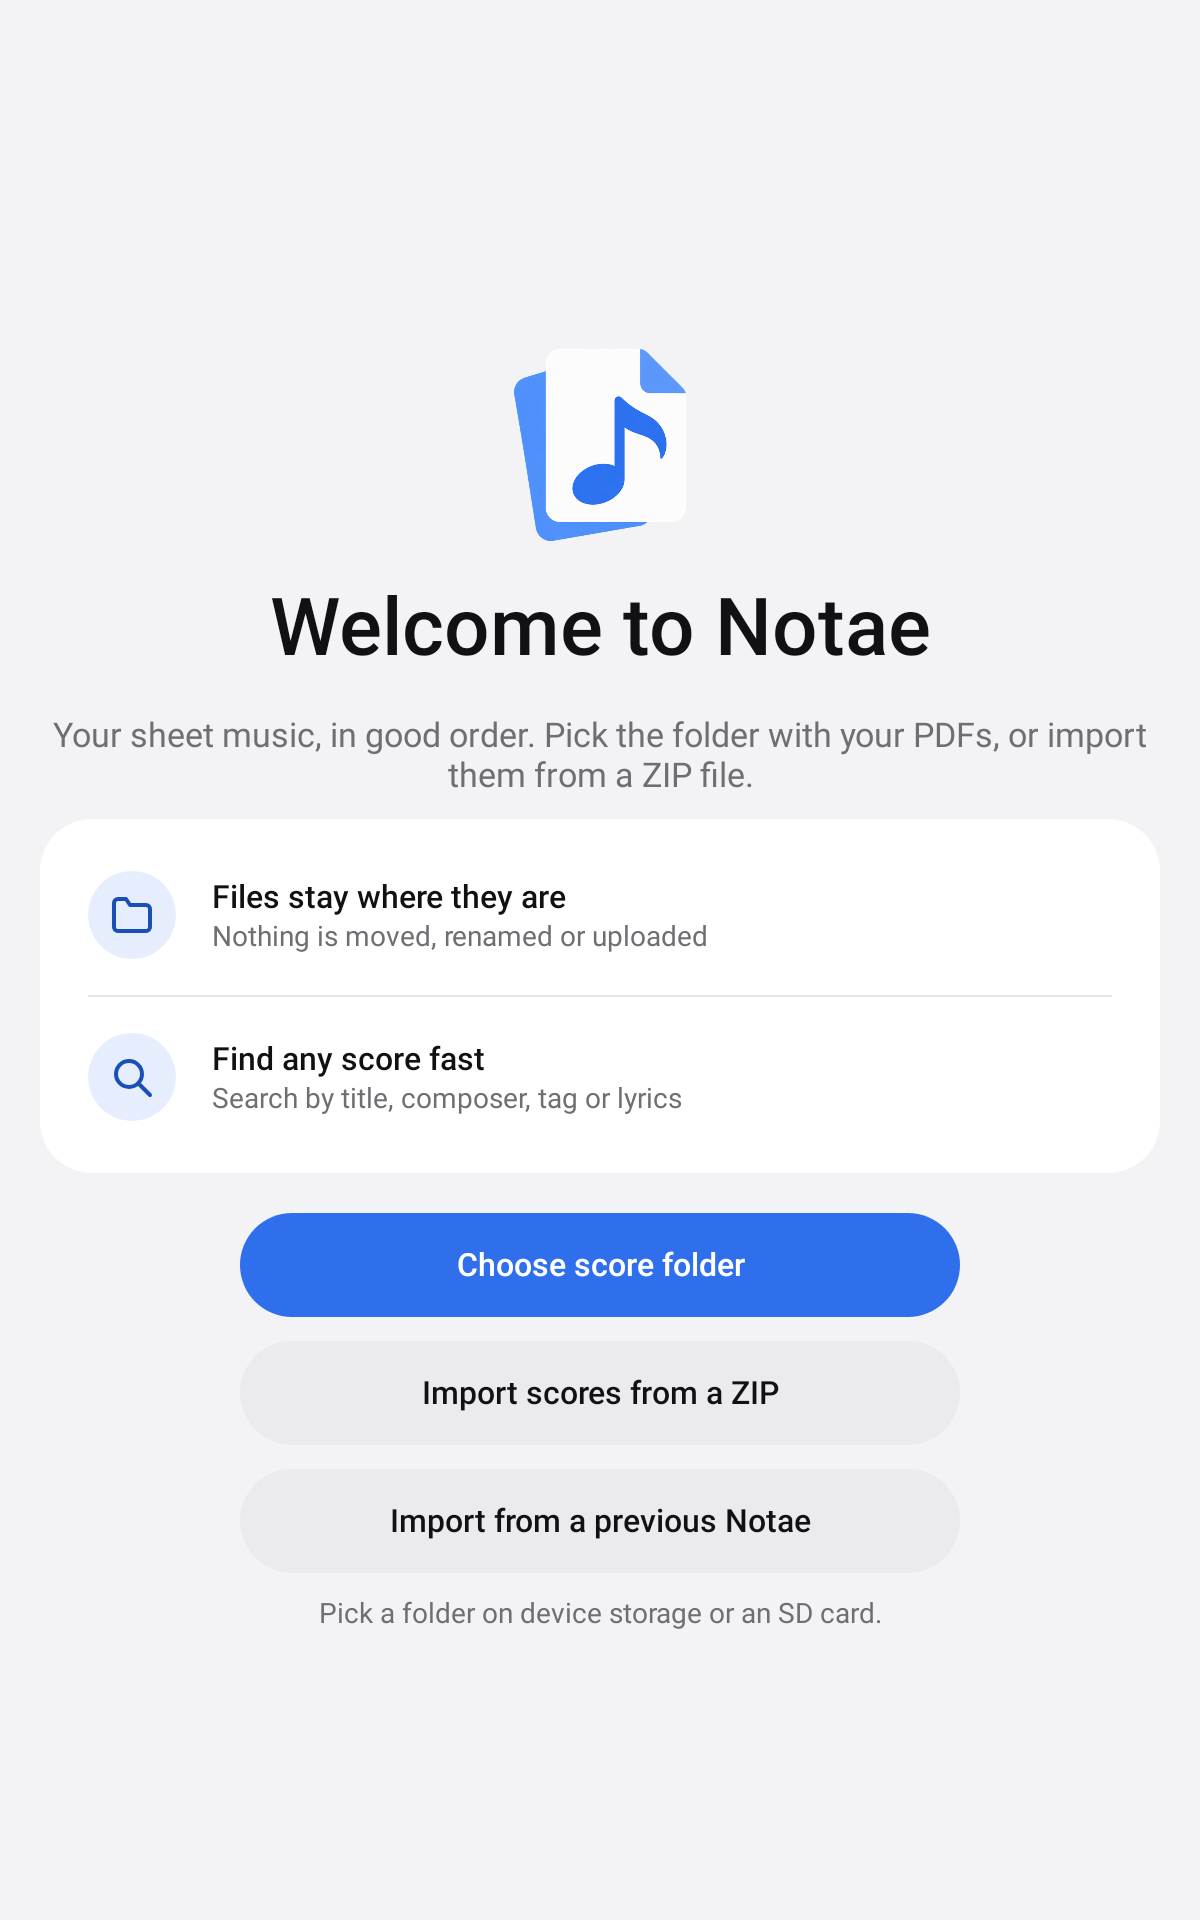 Welcome to Notae
Your sheet music, in good order. Pick the folder with your PDFs, or import
them from a ZIP file.
Files stay where they are
Nothing is moved, renamed or uploaded
Find any score fast
Search by title, composer, tag or lyrics
Choose score folder
Import scores from a ZIP
Import from a previous Notae
Pick a folder on device storage or an SD card.